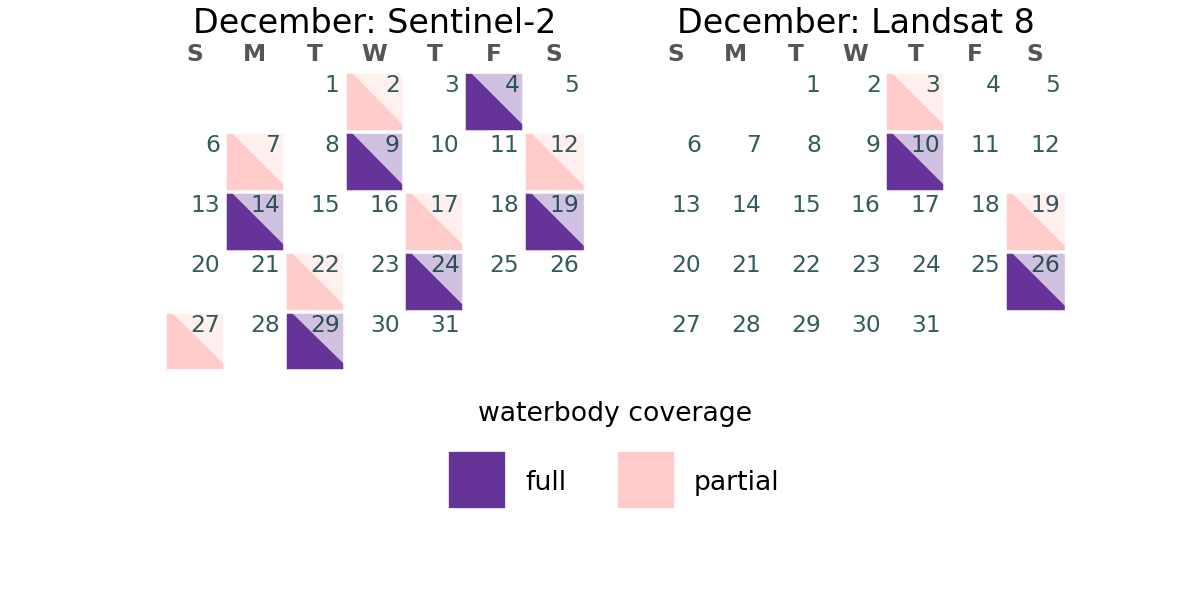 December: Sentinel-2
S M T W T F S
1 2 3 4 5
6 7 8 9 10 11 12
13 14 15 16 17 18 19
20 21 22 23 24 25 26
27 28 29 30 31
December: Landsat 8
S M T W T F S
1 2 3 4 5
6 7 8 9 10 11 12
13 14 15 16 17 18 19
20 21 22 23 24 25 26
27 28 29 30 31
waterbody coverage
full
partial